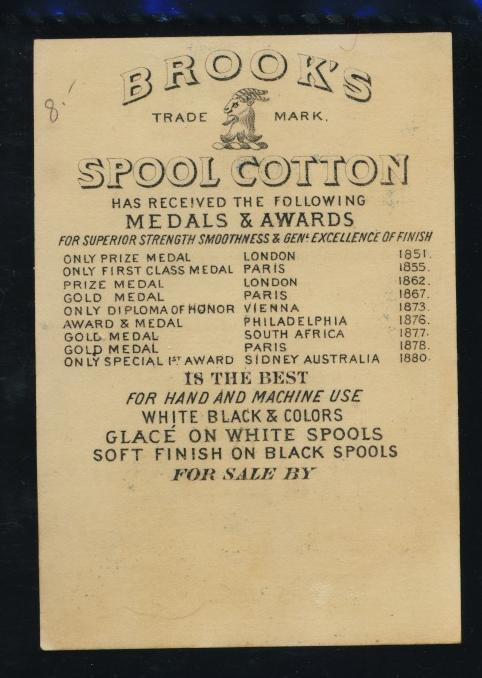 8.
BROOK'S
TRADE MARK.
SPOOL COTTON
HAS RECEIVED THE FOLLOWING
MEDALS & AWARDS
FOR SUPERIOR STRENGTH SMOOTHNESS & GENL EXCELLENCE OF FINISH
ONLY PRIZE MEDAL LONDON 1851.
ONLY FIRST CLASS MEDAL PARIS 1855.
PRIZE MEDAL LONDON 1862.
GOLD MEDAL PARIS 1867.
ONLY DIPLOMA OF HONOR VIENNA 1873.
AWARD & MEDAL PHILADELPHIA 1876.
GOLD MEDAL SOUTH AFRICA 1877.
GOLD MEDAL PARIS 1878.
ONLY SPECIAL 1ST AWARD SIDNEY AUSTRALIA 1880.
IS THE BEST
FOR HAND AND MACHINE USE
WHITE BLACK & COLORS
GLACÉ ON WHITE SPOOLS
SOFT FINISH ON BLACK SPOOLS
FOR SALE BY